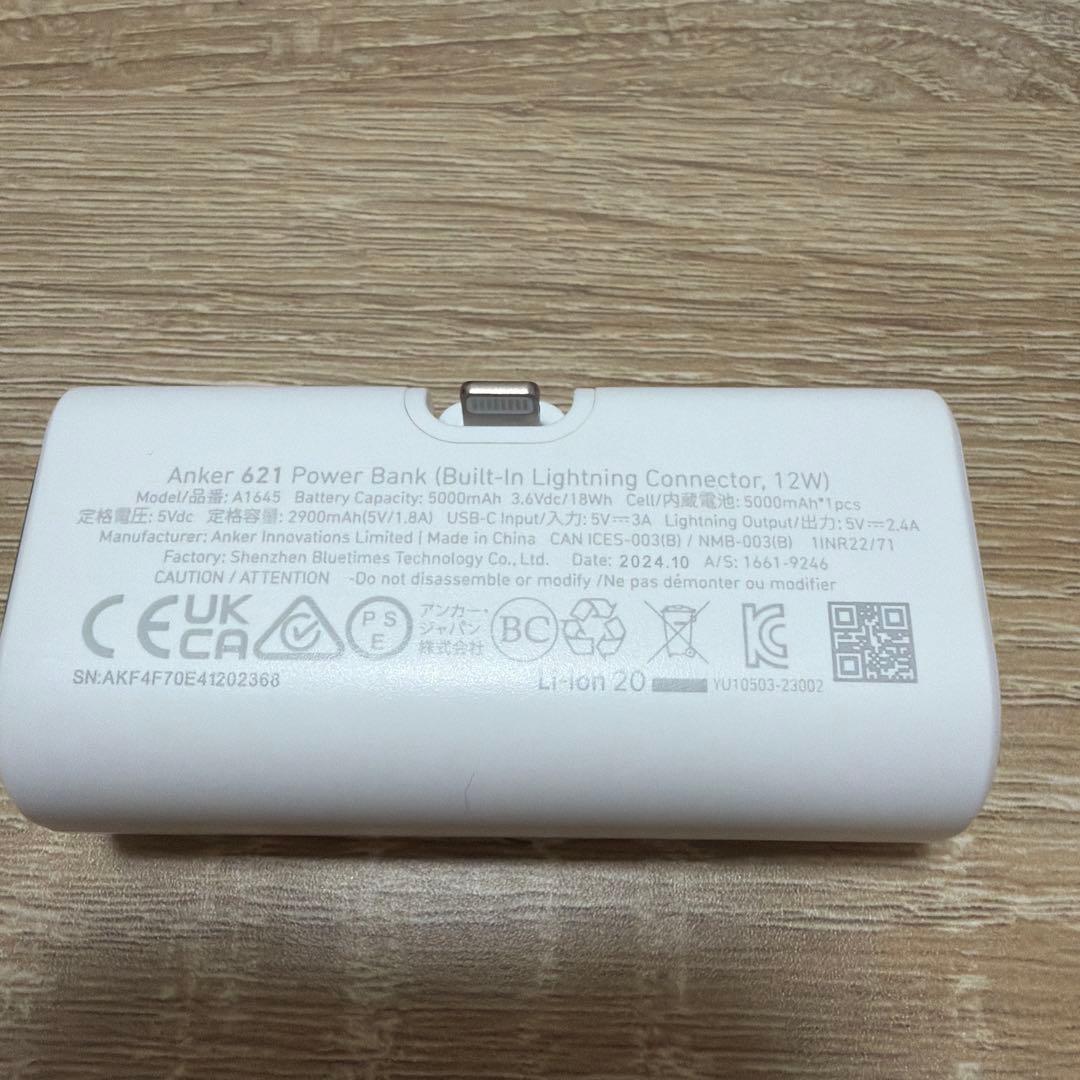 Anker 621 Power Bank (Built-In Lightning Connector, 12W)
Model/品番: A1645 Battery Capacity: 5000mAh 3.6Vdc/18Wh Cell/内蔵電池: 5000mAh*1pcs
定格電圧: 5Vdc 定格容量: 2900mAh(5V/1.8A) USB-C Input/入力: 5V⎓3A Lightning Output/出力: 5V⎓2.4A
Manufacturer: Anker Innovations Limited | Made in China CAN ICES-003(B) / NMB-003(B) 1INR22/71
Factory: Shenzhen Bluetimes Technology Co., Ltd. Date: 2024.10 A/S: 1661-9246
CAUTION / ATTENTION -Do not disassemble or modify /Ne pas démonter ou modifier
CE UK CA PSE アンカー・ジャパン株式会社 BC KC
SN:AKF4F70E41202368 Li-ion 20 YU10503-23002